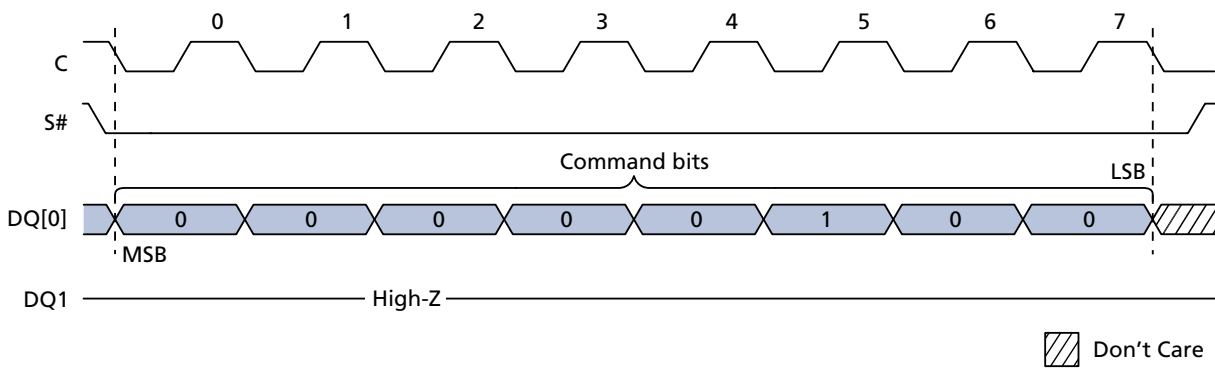 0 1 2 3 4 5 6 7
C
S#
Command bits
LSB
DQ[0] 0 0 0 0 0 1 0 0
MSB
DQ1 High-Z
Don't Care